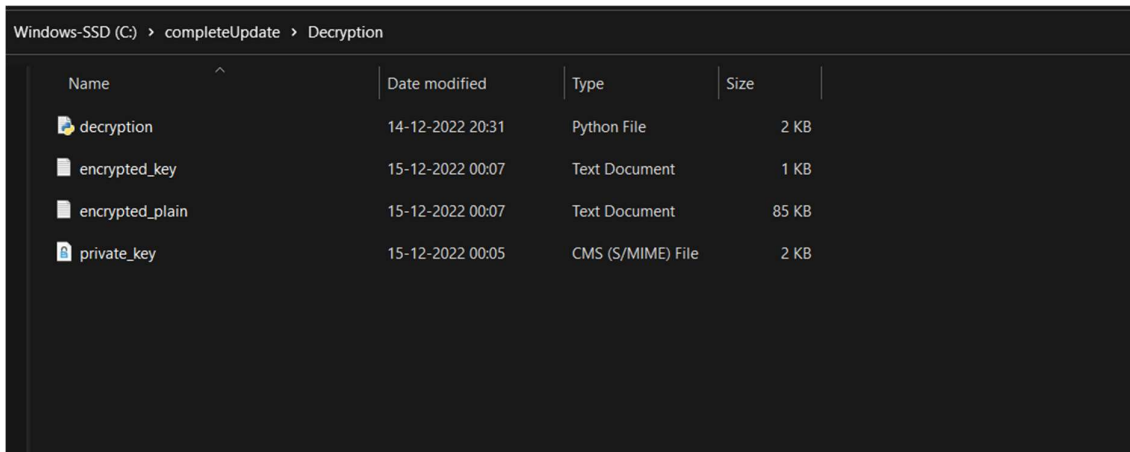 Windows-SSD (C:) > completeUpdate > Decryption
Name Date modified Type Size
decryption 14-12-2022 20:31 Python File 2 KB
encrypted_key 15-12-2022 00:07 Text Document 1 KB
encrypted_plain 15-12-2022 00:07 Text Document 85 KB
private_key 15-12-2022 00:05 CMS (S/MIME) File 2 KB